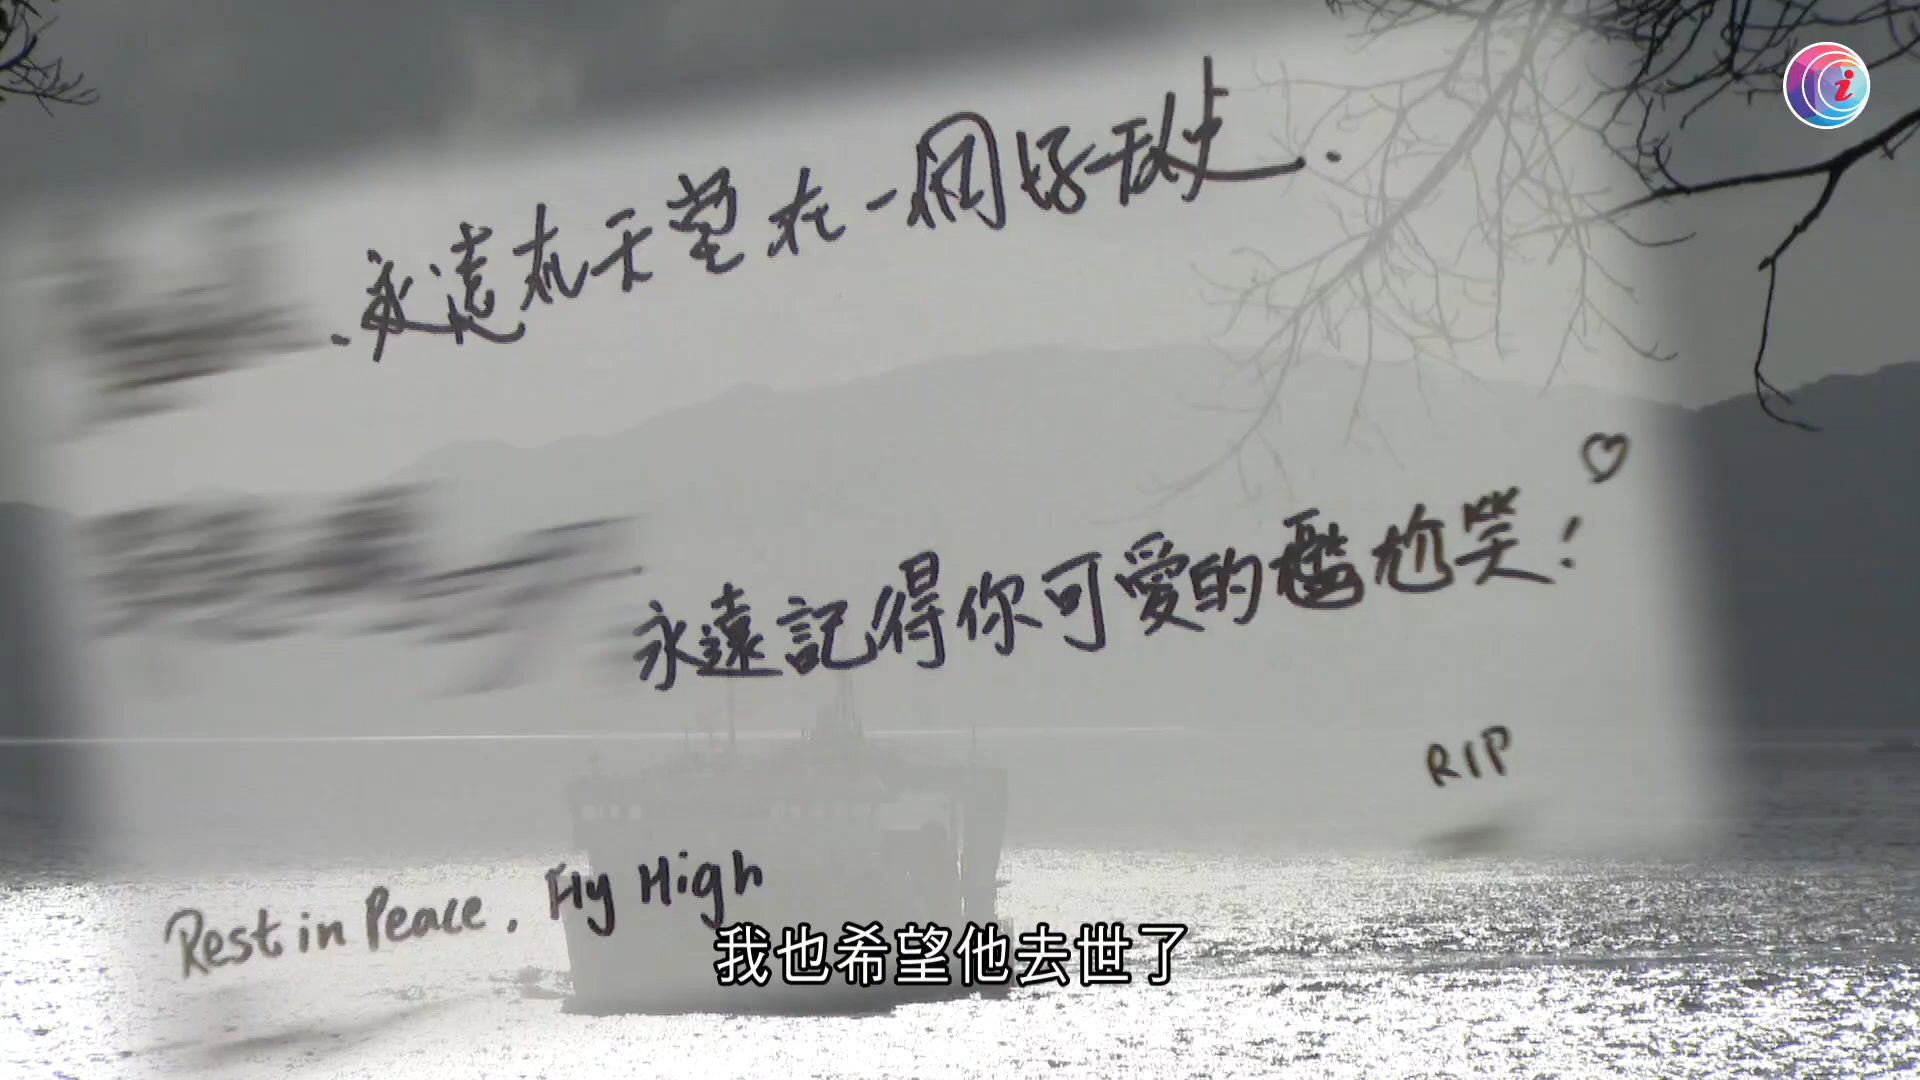 永遠在天堂在一個好天使.
永遠記得你可愛的尷尬笑!
RIP
Rest in Peace. Fly High
我也希望他去世了